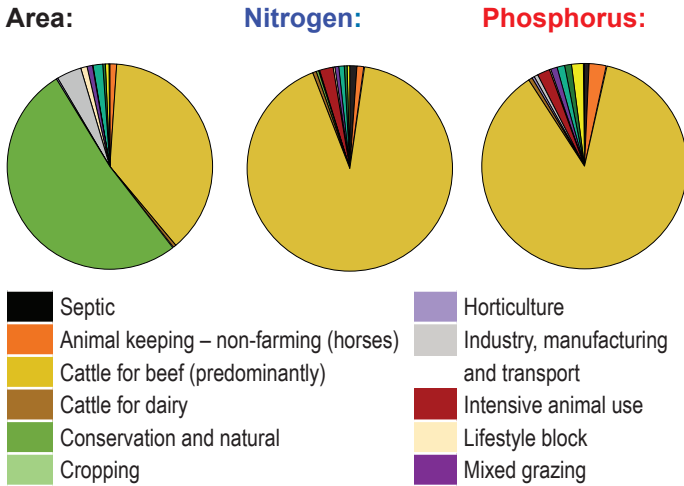 Area:
Nitrogen:
Phosphorus:
Septic
Animal keeping – non-farming (horses)
Cattle for beef (predominantly)
Cattle for dairy
Conservation and natural
Cropping
Horticulture
Industry, manufacturing
and transport
Intensive animal use
Lifestyle block
Mixed grazing